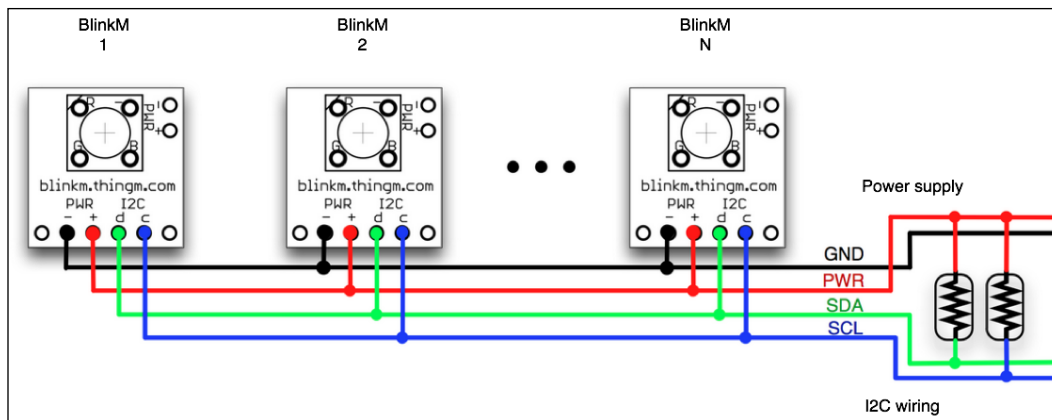 BlinkM
1
BlinkM
2
BlinkM
N
R
-
G
B
PWR
-
+
blinkm.thingm.com
PWR I2C
- + d c
R
-
G
B
PWR
-
+
blinkm.thingm.com
PWR I2C
- + d c
R
-
G
B
PWR
-
+
blinkm.thingm.com
PWR I2C
- + d c
Power supply
GND
PWR
SDA
SCL
I2C wiring